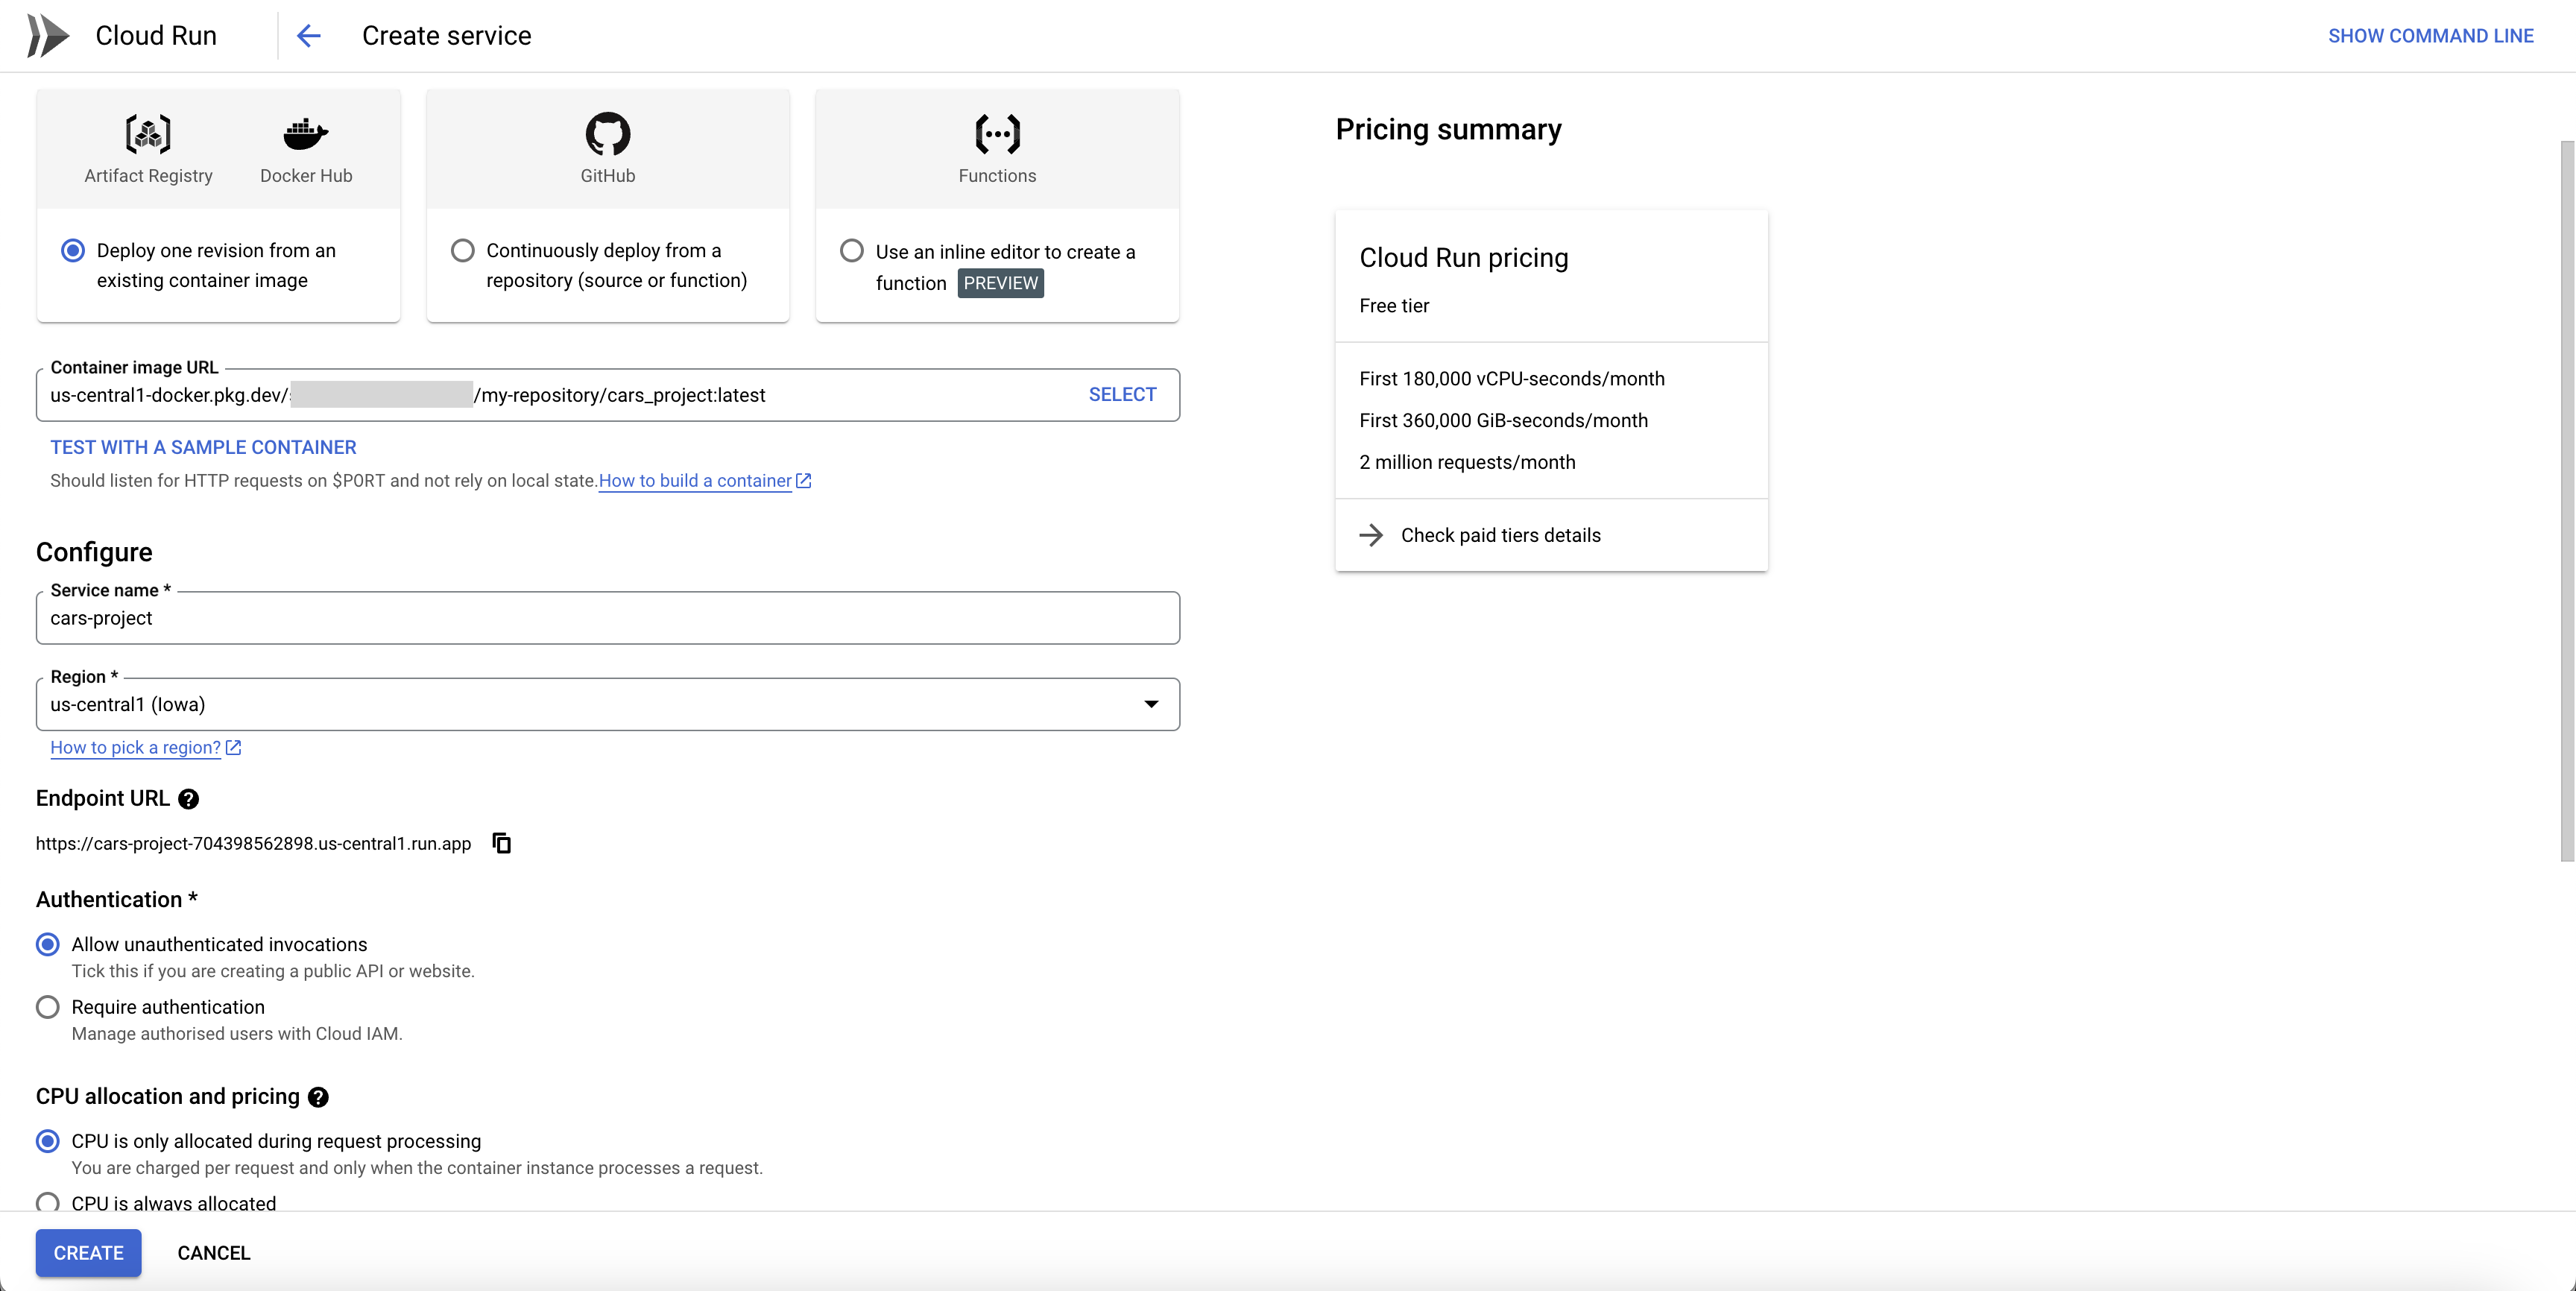 Cloud Run
Create service
SHOW COMMAND LINE
Artifact Registry
Docker Hub
Deploy one revision from an
existing container image
GitHub
Continuously deploy from a
repository (source or function)
Functions
Use an inline editor to create a
function PREVIEW
Container image URL
us-central1-docker.pkg.dev/ /my-repository/cars_project:latest
SELECT
TEST WITH A SAMPLE CONTAINER
Should listen for HTTP requests on $PORT and not rely on local state.How to build a container
Configure
Service name *
cars-project
Region *
us-central1 (Iowa)
How to pick a region?
Endpoint URL
https://cars-project-704398562898.us-central1.run.app
Authentication *
Allow unauthenticated invocations
Tick this if you are creating a public API or website.
Require authentication
Manage authorised users with Cloud IAM.
CPU allocation and pricing
CPU is only allocated during request processing
You are charged per request and only when the container instance processes a request.
CPU is always allocated
CREATE
CANCEL
Pricing summary
Cloud Run pricing
Free tier
First 180,000 vCPU-seconds/month
First 360,000 GiB-seconds/month
2 million requests/month
Check paid tiers details